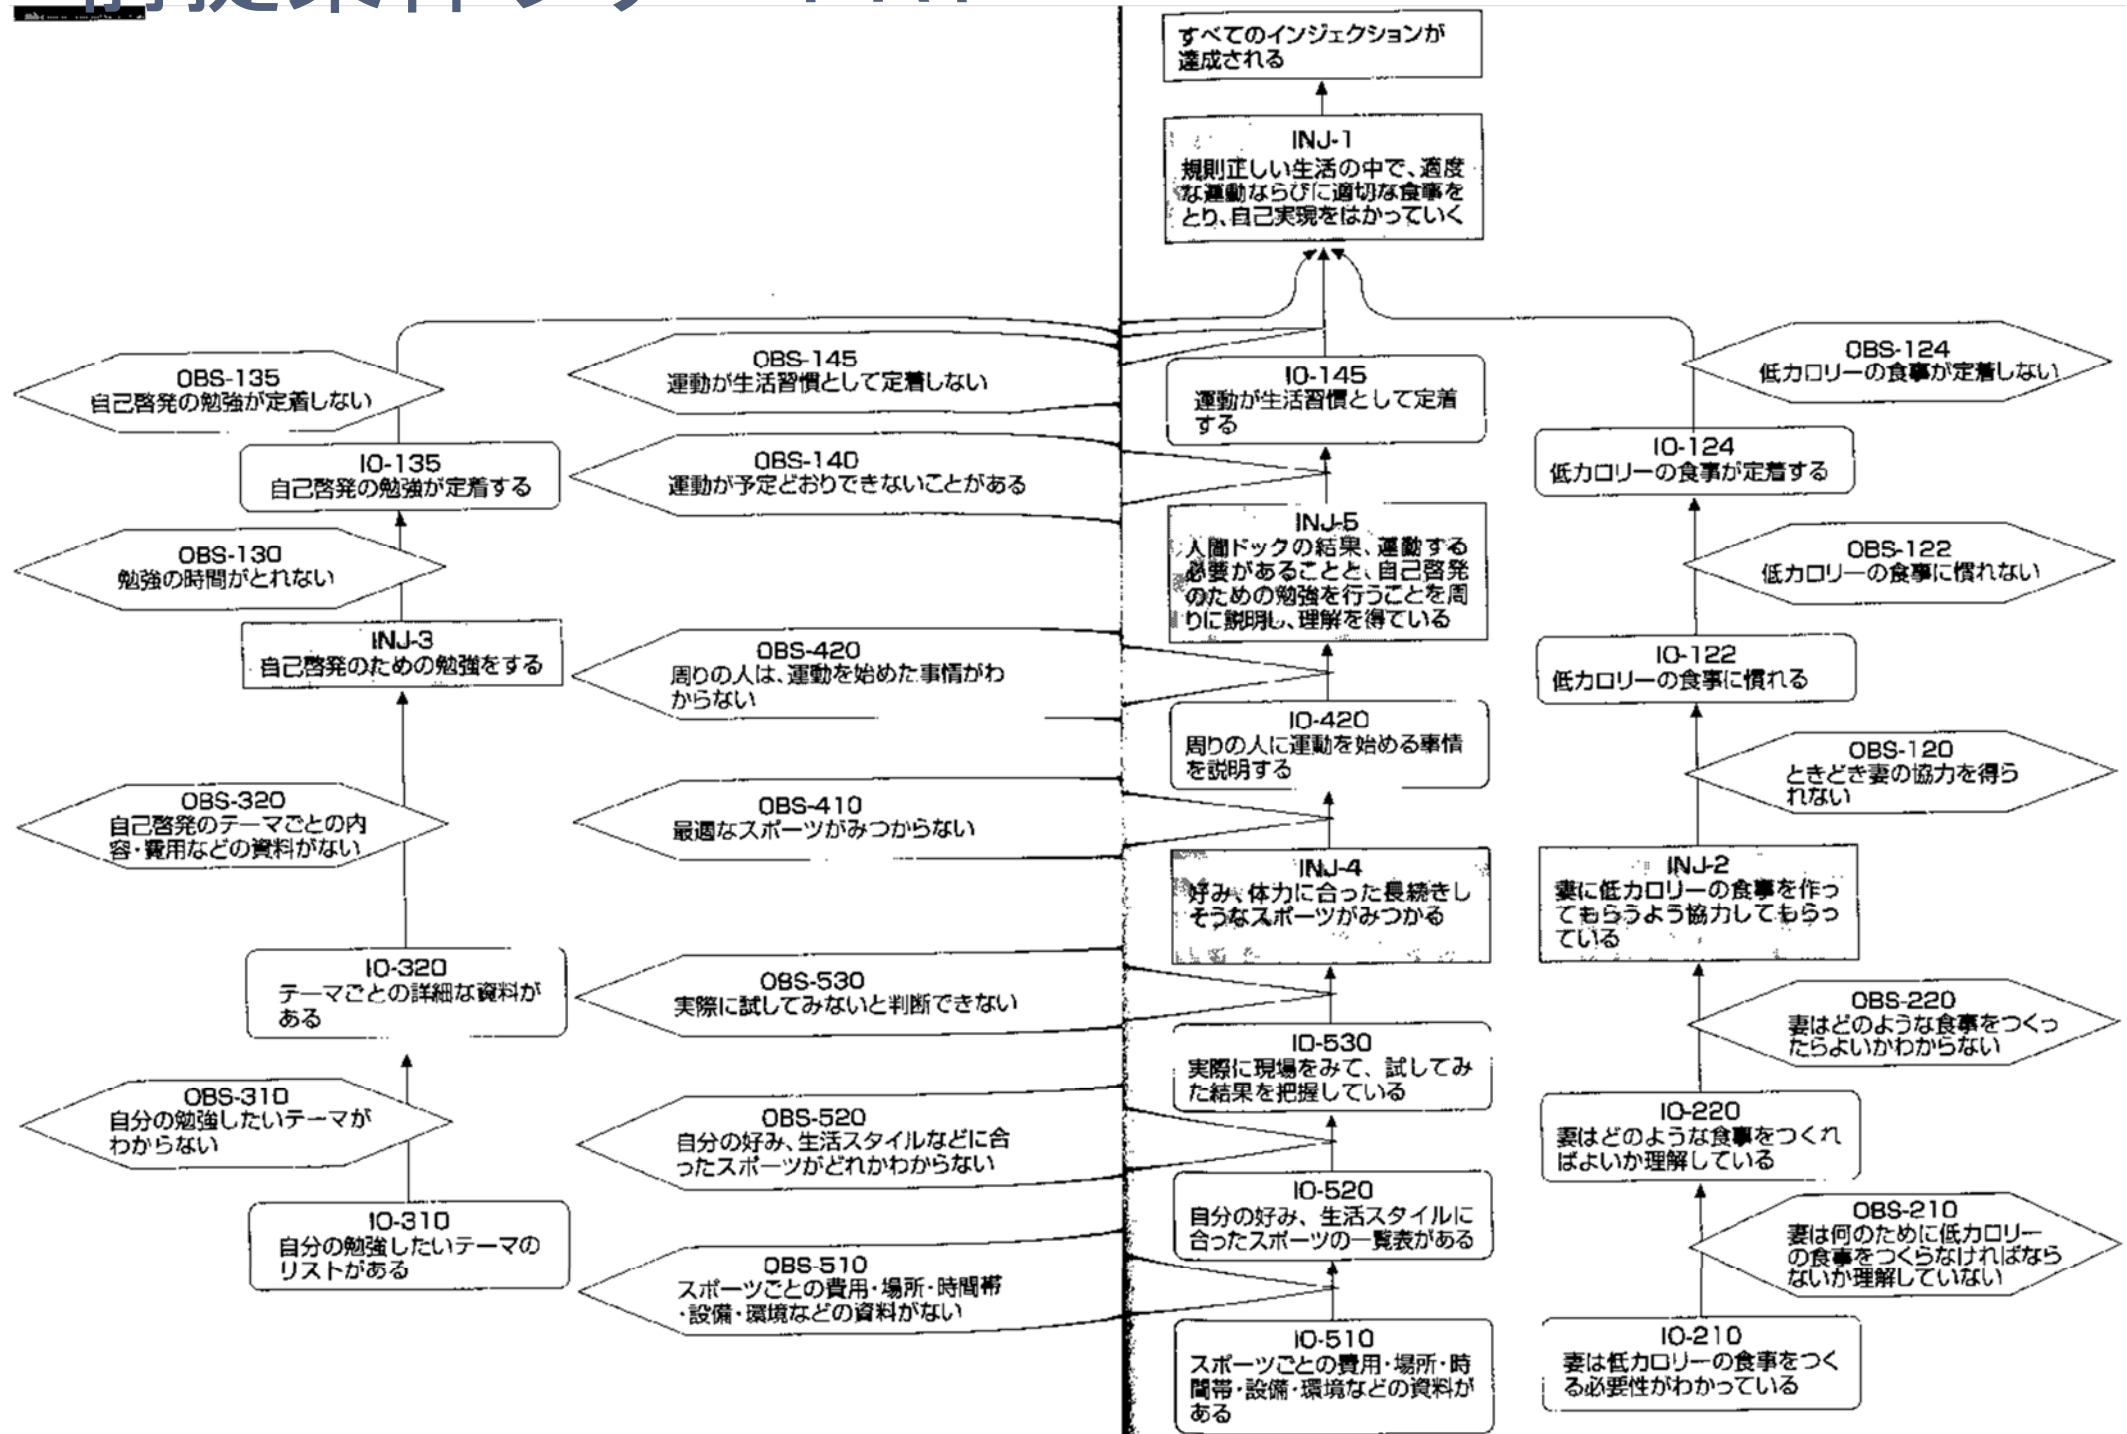 すべてのインジェクションが
達成される
INJ-1
規則正しい生活の中で、適度
な運動ならびに適切な食事を
とり、自己実現をはかっていく
OBS-135
自己啓発の勉強が定着しない
OBS-145
運動が生活習慣として定着しない
IO-145
運動が生活習慣として定着
する
OBS-124
低カロリーの食事が定着しない
IO-135
自己啓発の勉強が定着する
OBS-140
運動が予定どおりできないことがある
IO-124
低カロリーの食事が定着する
OBS-130
勉強の時間がとれない
INJ-5
人間ドックの結果、運動する
必要があることと、自己啓発
のための勉強を行うことを周
りに説明し、理解を得ている
OBS-122
低カロリーの食事に慣れない
INJ-3
自己啓発のための勉強をする
OBS-420
周りの人は、運動を始めた事情がわ
からない
IO-122
低カロリーの食事に慣れる
IO-420
周りの人に運動を始める事情
を説明する
OBS-120
ときどき妻の協力を得ら
れない
OBS-320
自己啓発のテーマごとの内
容・費用などの資料がない
OBS-410
最適なスポーツがみつからない
INJ-4
好み、体力に合った長続きし
そうなスポーツがみつかる
INJ-2
妻に低カロリーの食事を作っ
てもらうよう協力してもらっ
ている
IO-320
テーマごとの詳細な資料が
ある
OBS-530
実際に試してみないと判断できない
IO-530
実際に現場をみて、試してみ
た結果を把握している
OBS-220
妻はどのような食事をつくっ
たらよいかわからない
OBS-310
自分の勉強したいテーマが
わからない
OBS-520
自分の好み、生活スタイルなどに合
ったスポーツがどれかわからない
IO-520
自分の好み、生活スタイルに
合ったスポーツの一覧表がある
IO-220
妻はどのような食事をつくれ
ばよいか理解している
IO-310
自分の勉強したいテーマの
リストがある
OBS-510
スポーツごとの費用・場所・時間帯
・設備・環境などの資料がない
IO-510
スポーツごとの費用・場所・時
間帯・設備・環境などの資料が
ある
OBS-210
妻は何のために低カロリー
の食事をつくらなければなら
ないか理解していない
IO-210
妻は低カロリーの食事をつく
る必要性がわかっている